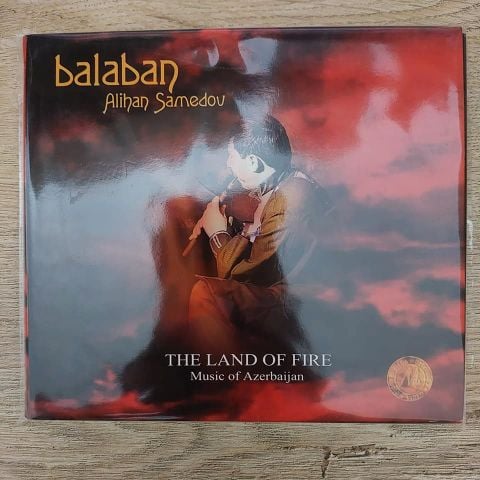 balaban
Alihan Samedov
THE LAND OF FIRE
Music of Azerbaijan